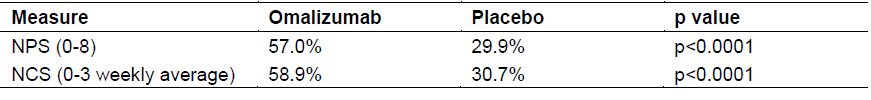 Measure Omalizumab Placebo p value
NPS (0-8) 57.0% 29.9% p<0.0001
NCS (0-3 weekly average) 58.9% 30.7% p<0.0001